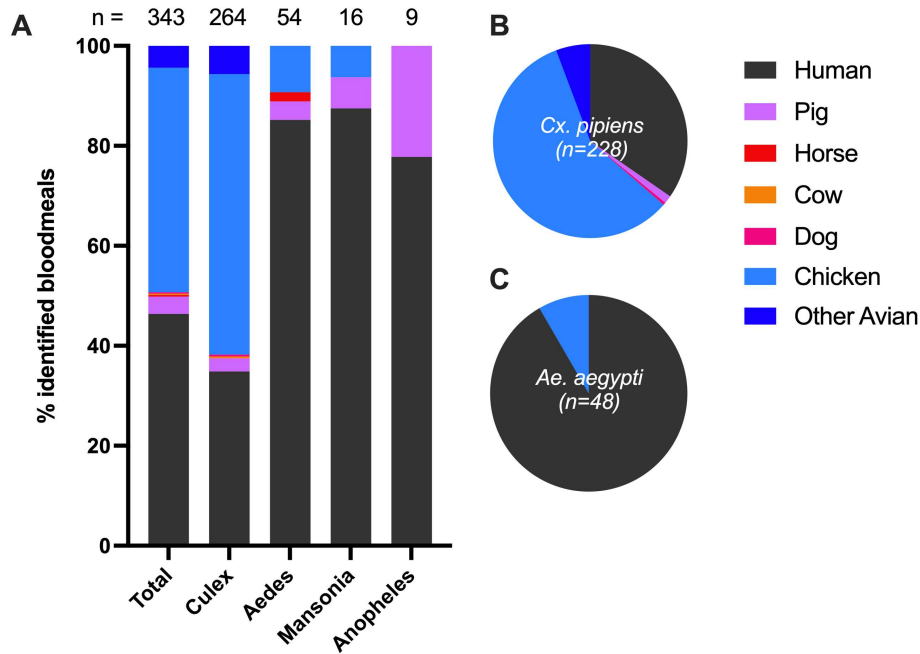 A
n = 343 264 54 16 9
% identified bloodmeals
100
80
60
40
20
0
Total
Culex
Aedes
Mansonia
Anopheles
B
Cx. pipiens
(n=228)
C
Ae. aegypti
(n=48)
Human
Pig
Horse
Cow
Dog
Chicken
Other Avian